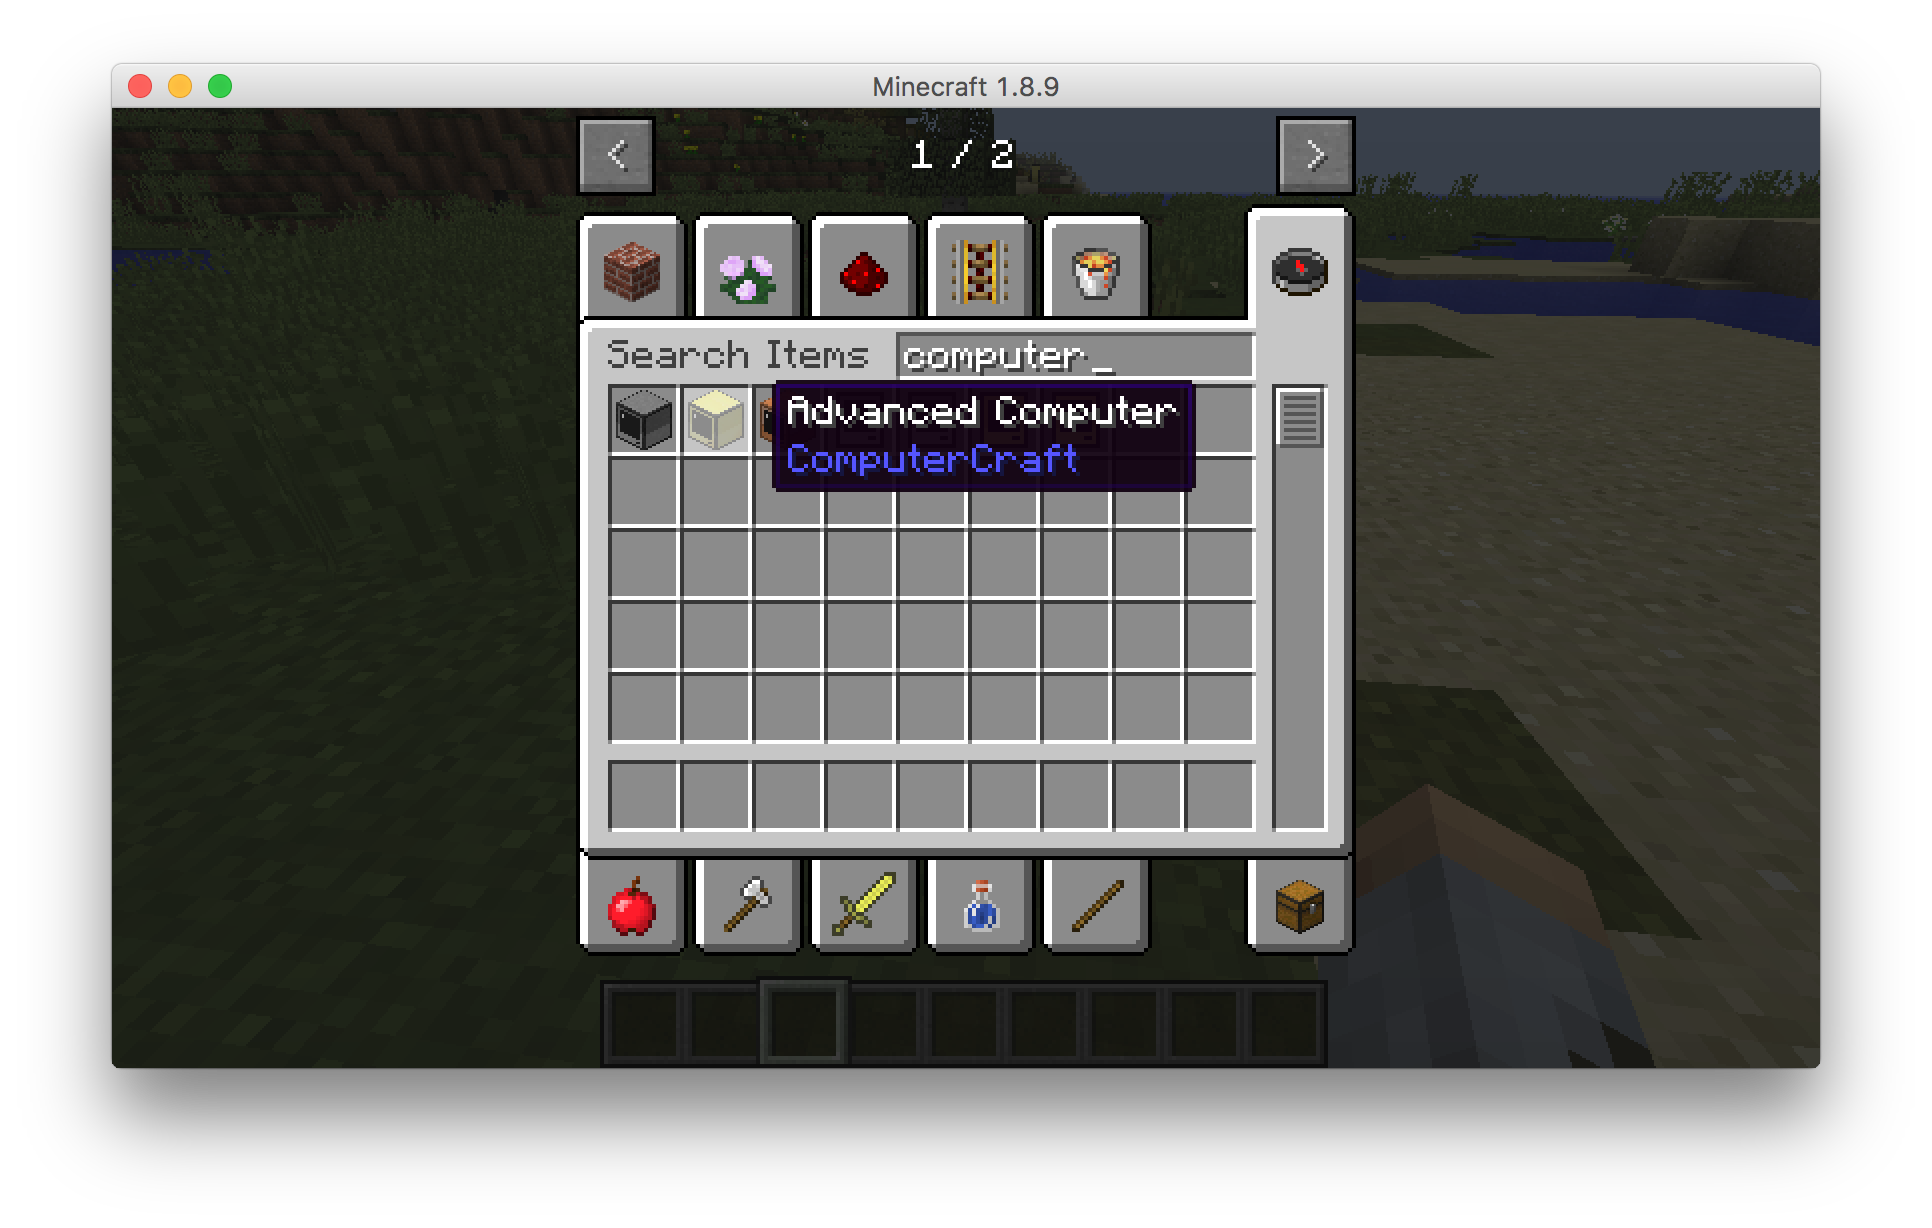 Minecraft 1.8.9
<
1 / 2
>
Search Items computer_
Advanced Computer
ComputerCraft